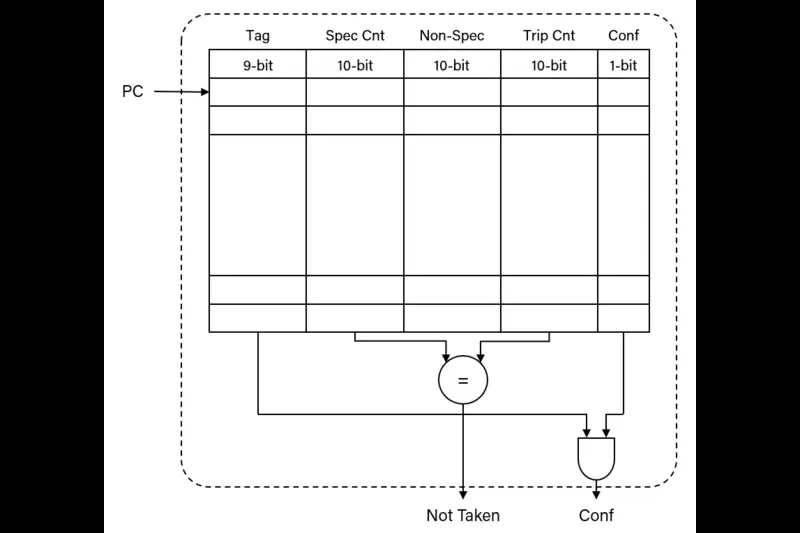 Tag Spec Cnt Non-Spec Trip Cnt Conf
9-bit 10-bit 10-bit 10-bit 1-bit
PC
=
Not Taken Conf